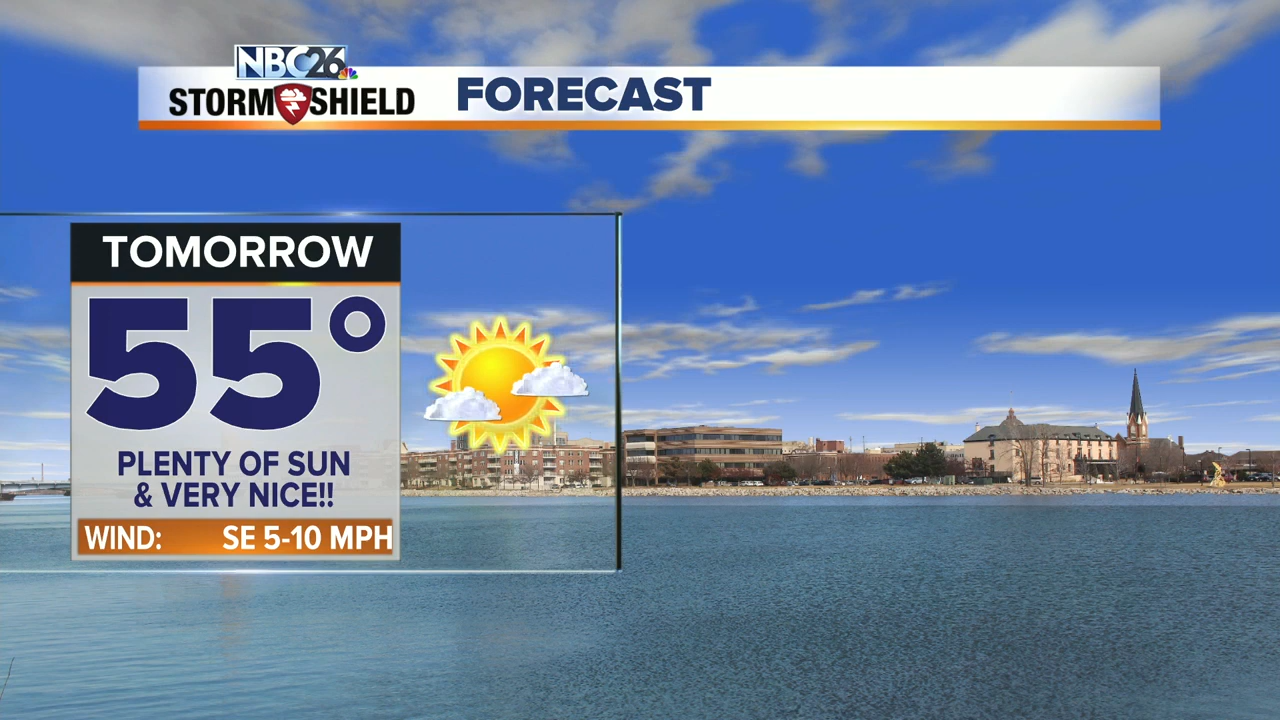 NBC26
STORM SHIELD
FORECAST
TOMORROW
55°
PLENTY OF SUN
& VERY NICE!!
WIND: SE 5-10 MPH